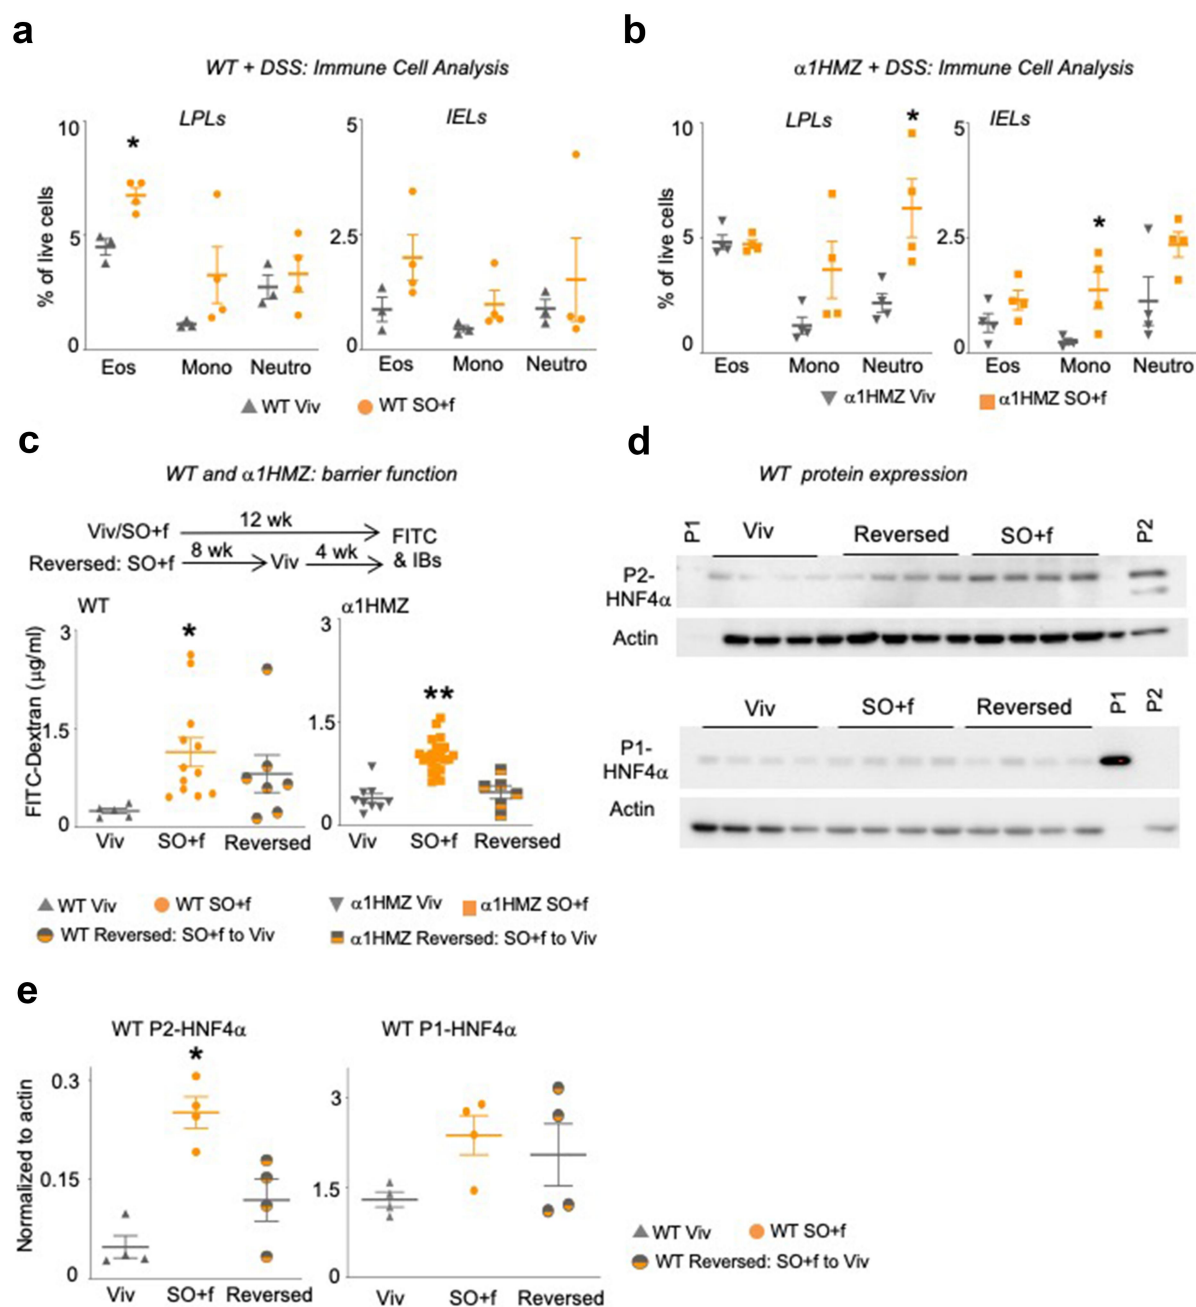 a
WT + DSS: Immune Cell Analysis
LPLs
IELs
% of live cells
10
5
0
*
Eos
Mono
Neutro
5
2.5
0
Eos
Mono
Neutro
WT Viv
WT SO+f
b
α1HMZ + DSS: Immune Cell Analysis
LPLs
IELs
% of live cells
10
5
0
*
Eos
Mono
Neutro
5
2.5
0
*
Eos
Mono
Neutro
α1HMZ Viv
α1HMZ SO+f
c
WT and α1HMZ: barrier function
Viv/SO+f
12 wk
FITC
& IBs
Reversed: SO+f
8 wk
Viv
4 wk
WT
FITC-Dextran (μg/ml)
3
1.5
0
*
Viv
SO+f
Reversed
α1HMZ
3
1.5
0
**
Viv
SO+f
Reversed
WT Viv
WT SO+f
WT Reversed: SO+f to Viv
α1HMZ Viv
α1HMZ SO+f
α1HMZ Reversed: SO+f to Viv
d
WT protein expression
P1
Viv
Reversed
SO+f
P2
P2-
HNF4α
Actin
Viv
SO+f
Reversed
P1
P2
P1-
HNF4α
Actin
e
WT P2-HNF4α
Normalized to actin
0.3
0.15
0
*
Viv
SO+f
Reversed
WT P1-HNF4α
3
1.5
0
Viv
SO+f
Reversed
WT Viv
WT SO+f
WT Reversed: SO+f to Viv